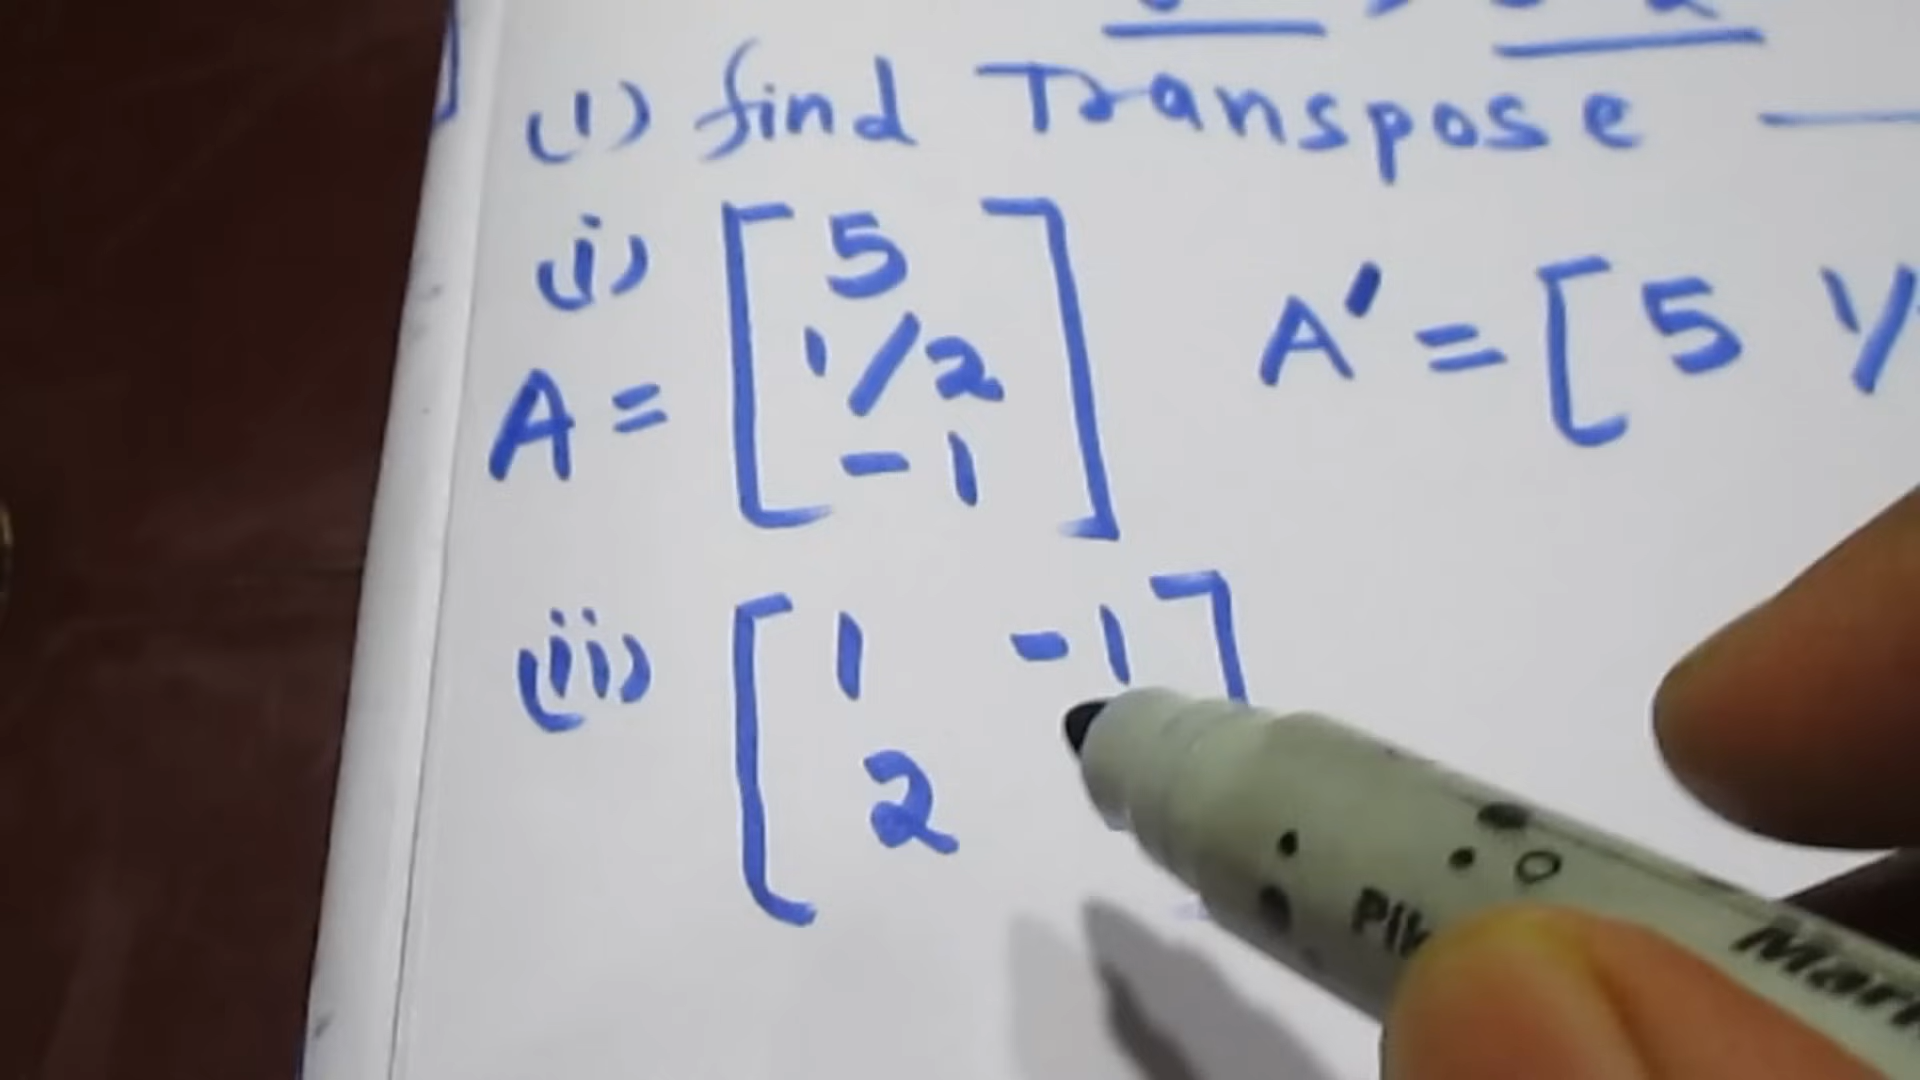 (1) find Transpose —
(i)
A = [ 5
1/2
-1 ]
A' = [ 5
(ii) [ 1 -1 ]
2